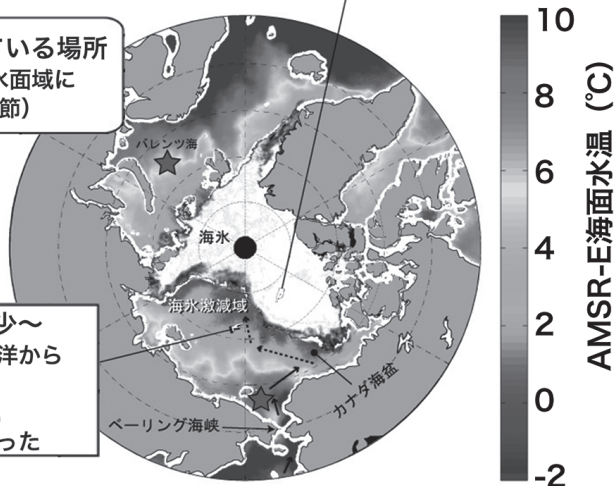 ている場所
水面域に
節）
バレンツ海
海氷
海氷激減域
少～
洋から
った
ベーリング海峡
カナダ海盆
10
8
6
4
2
0
-2
AMSR-E海面水温（℃）